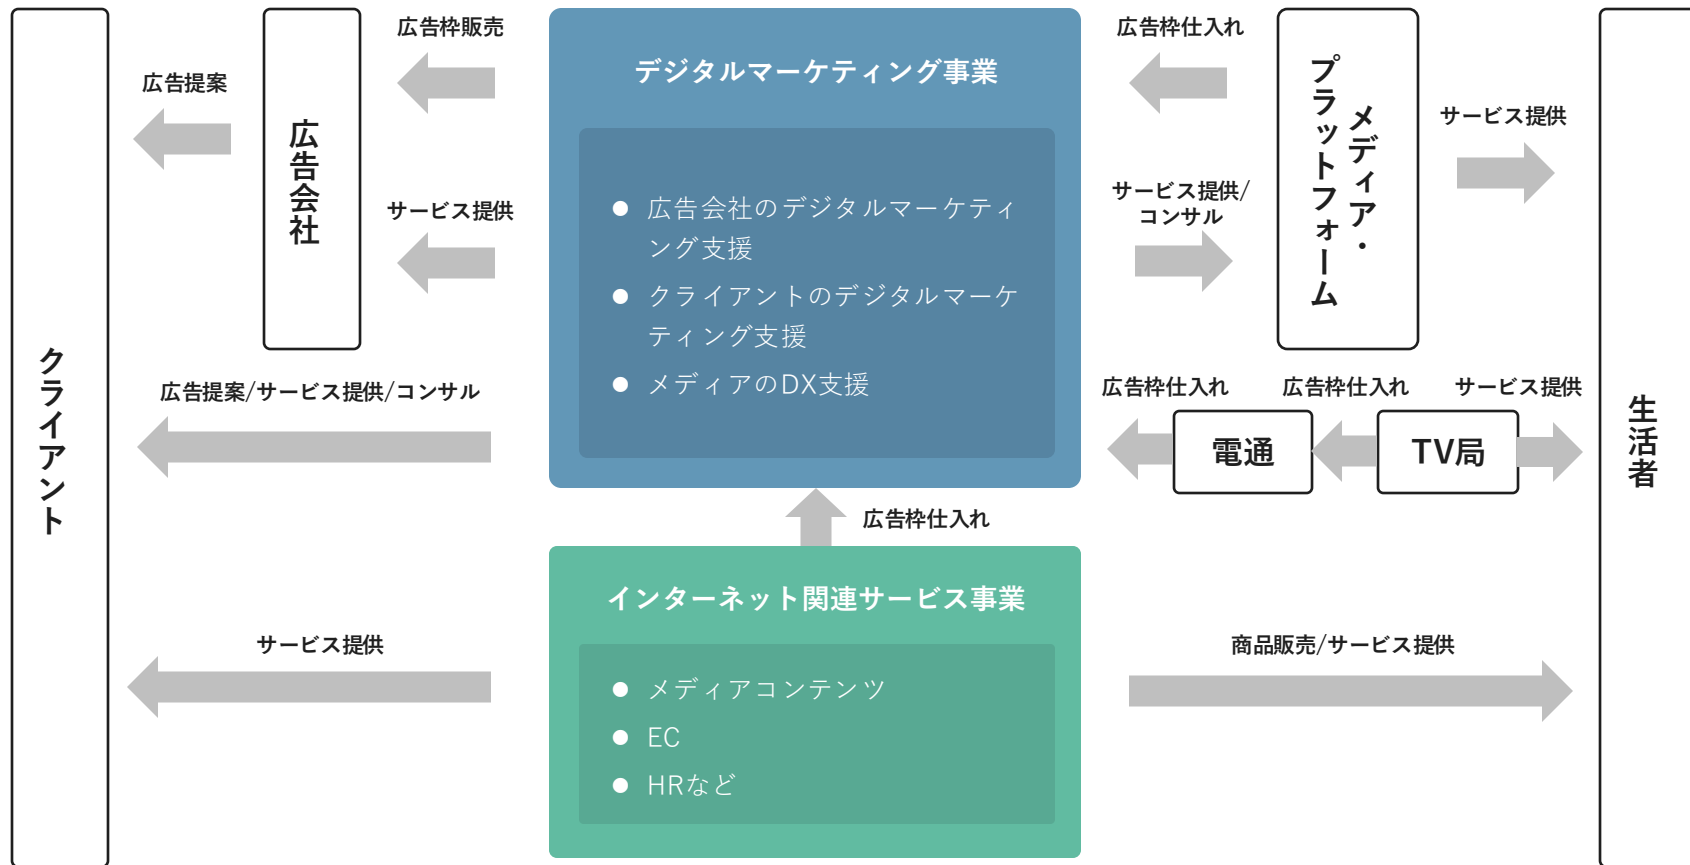 クライアント
広告提案
広告会社
広告枠販売
サービス提供
広告提案/サービス提供/コンサル
サービス提供
デジタルマーケティング事業
● 広告会社のデジタルマーケティ
ング支援
● クライアントのデジタルマーケ
ティング支援
● メディアのDX支援
広告枠仕入れ
インターネット関連サービス事業
● メディアコンテンツ
● EC
● HRなど
広告枠仕入れ
サービス提供/
コンサル
メディア・
プラットフォーム
サービス提供
広告枠仕入れ
電通
広告枠仕入れ
TV局
サービス提供
商品販売/サービス提供
生活者